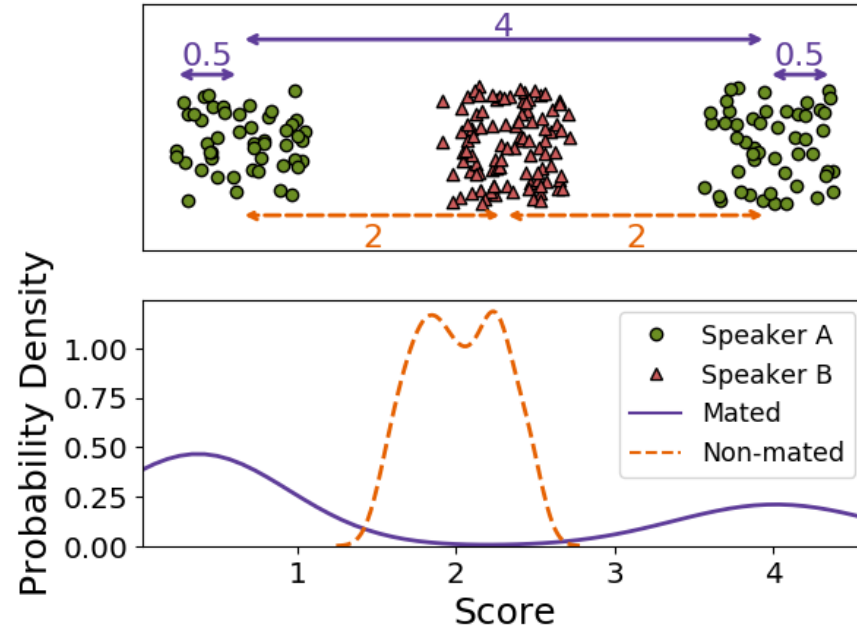 4
0.5
0.5
2
2
Probability Density
1.00
0.75
0.50
0.25
0.00
Speaker A
Speaker B
Mated
Non-mated
1 2 3 4
Score